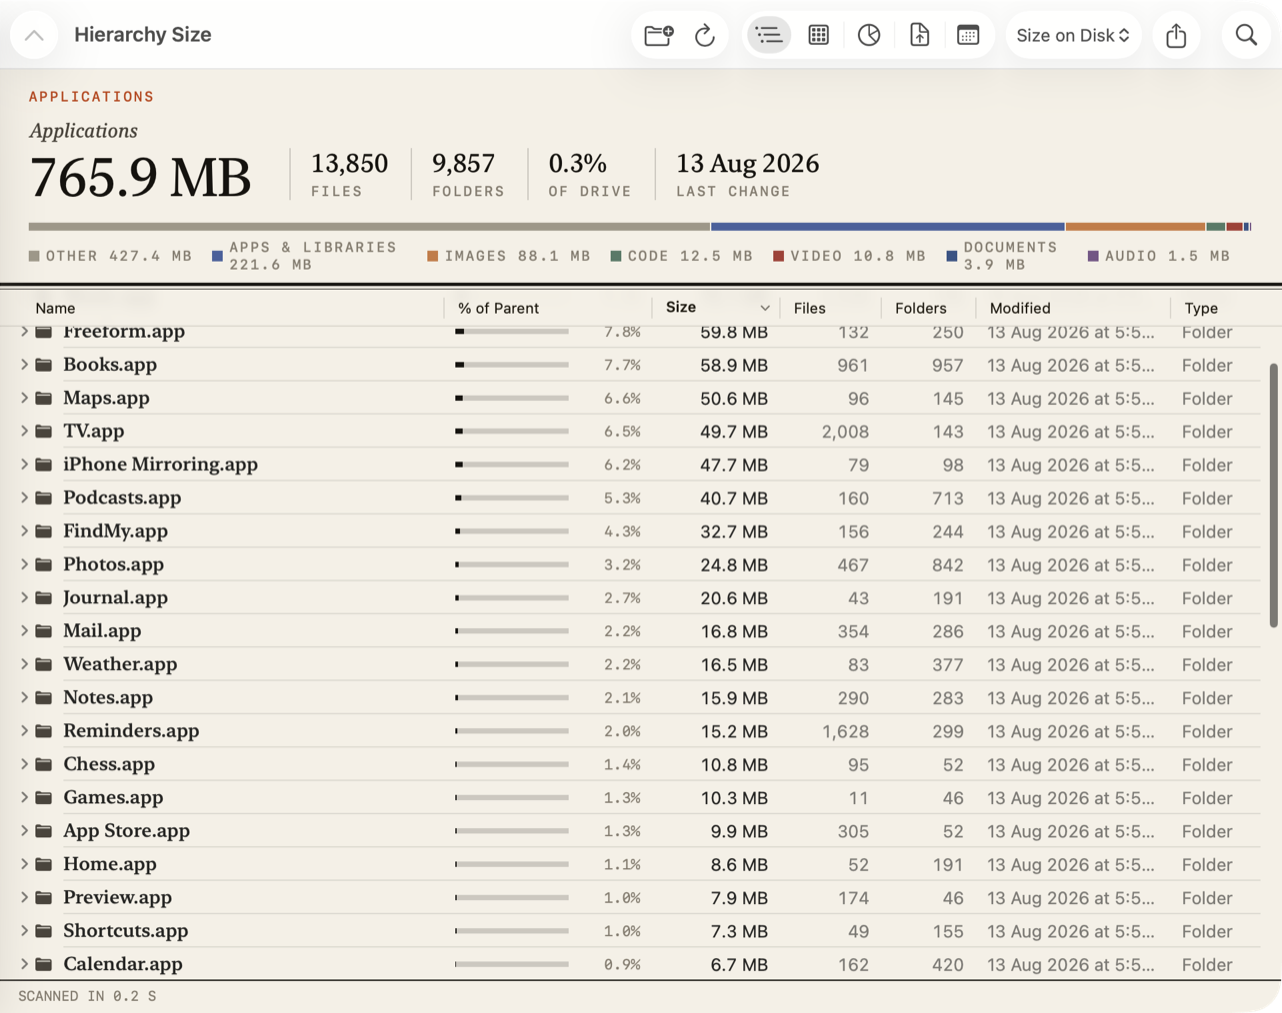 Hierarchy Size
Size on Disk
APPLICATIONS
Applications
765.9 MB
13,850
FILES
9,857
FOLDERS
0.3%
OF DRIVE
13 Aug 2026
LAST CHANGE
OTHER 427.4 MB
APPS & LIBRARIES
221.6 MB
IMAGES 88.1 MB
CODE 12.5 MB
VIDEO 10.8 MB
DOCUMENTS
3.9 MB
AUDIO 1.5 MB
Name % of Parent Size Files Folders Modified Type
Freeform.app 7.8% 59.8 MB 132 250 13 Aug 2026 at 5:5... Folder
Books.app 7.7% 58.9 MB 961 957 13 Aug 2026 at 5:5... Folder
Maps.app 6.6% 50.6 MB 96 145 13 Aug 2026 at 5:5... Folder
TV.app 6.5% 49.7 MB 2,008 143 13 Aug 2026 at 5:5... Folder
iPhone Mirroring.app 6.2% 47.7 MB 79 98 13 Aug 2026 at 5:5... Folder
Podcasts.app 5.3% 40.7 MB 160 713 13 Aug 2026 at 5:5... Folder
FindMy.app 4.3% 32.7 MB 156 244 13 Aug 2026 at 5:5... Folder
Photos.app 3.2% 24.8 MB 467 842 13 Aug 2026 at 5:5... Folder
Journal.app 2.7% 20.6 MB 43 191 13 Aug 2026 at 5:5... Folder
Mail.app 2.2% 16.8 MB 354 286 13 Aug 2026 at 5:5... Folder
Weather.app 2.2% 16.5 MB 83 377 13 Aug 2026 at 5:5... Folder
Notes.app 2.1% 15.9 MB 290 283 13 Aug 2026 at 5:5... Folder
Reminders.app 2.0% 15.2 MB 1,628 299 13 Aug 2026 at 5:5... Folder
Chess.app 1.4% 10.8 MB 95 52 13 Aug 2026 at 5:5... Folder
Games.app 1.3% 10.3 MB 11 46 13 Aug 2026 at 5:5... Folder
App Store.app 1.3% 9.9 MB 305 52 13 Aug 2026 at 5:5... Folder
Home.app 1.1% 8.6 MB 52 191 13 Aug 2026 at 5:5... Folder
Preview.app 1.0% 7.9 MB 174 46 13 Aug 2026 at 5:5... Folder
Shortcuts.app 1.0% 7.3 MB 49 155 13 Aug 2026 at 5:5... Folder
Calendar.app 0.9% 6.7 MB 162 420 13 Aug 2026 at 5:5... Folder
SCANNED IN 0.2 S